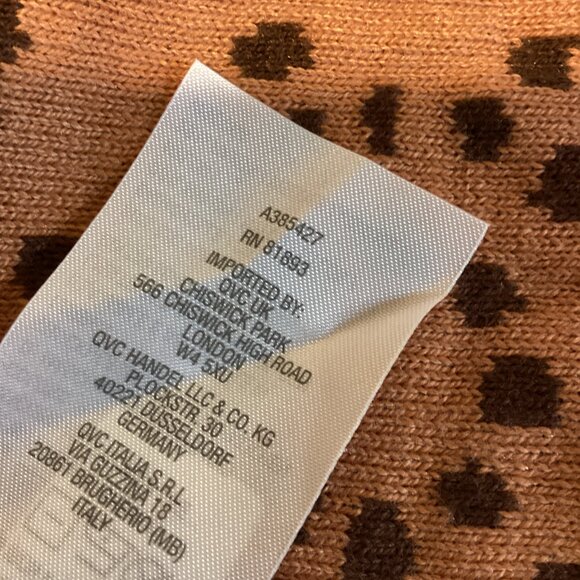 A385427
RN 81893
IMPORTED BY:
QVC UK
CHISWICK PARK
566 CHISWICK HIGH ROAD
LONDON
W4 5XU
QVC HANDEL LLC & CO. KG
PLOCKSTR. 30
40221 DÜSSELDORF
GERMANY
QVC ITALIA S.R.L.
VIA GUZZINA 18
20861 BRUGHERIO (MB)
ITALY